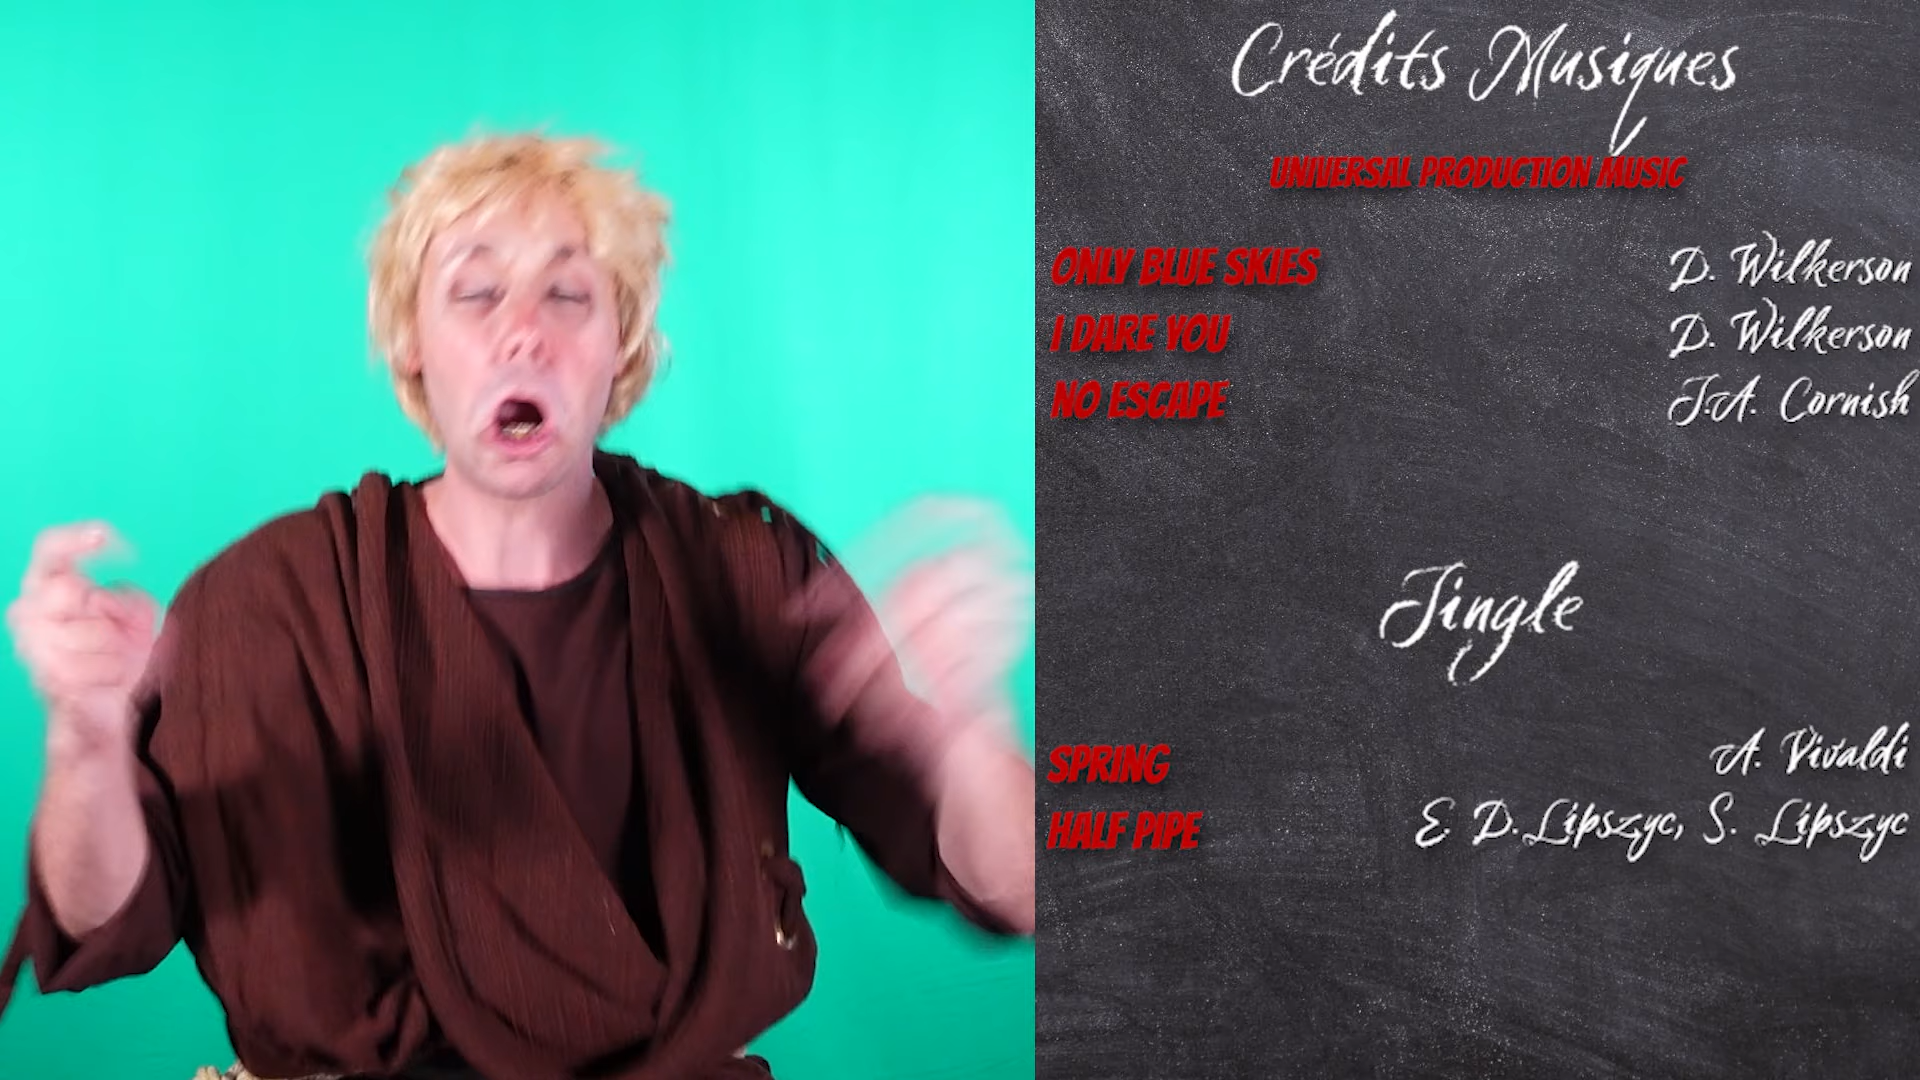 Crédits Musiques
UNIVERSAL PRODUCTION MUSIC
ONLY BLUE SKIES D. Wilkerson
I DARE YOU D. Wilkerson
NO ESCAPE J.A. Cornish
Jingle
SPRING A. Vivaldi
HALF PIPE E. D. Lipszyc, S. Lipszyc